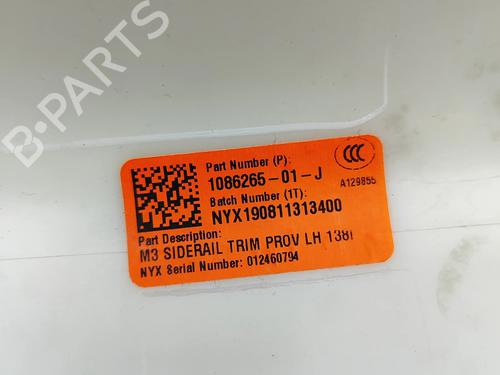 B-PARTS
Part Number (P):
1086265-01-J
Batch Number (1T):
NYX190811313400
Part Description:
M3 SIDERAIL TRIM PROV LH
NYX Serial Number: 012460794
CCC
A129855